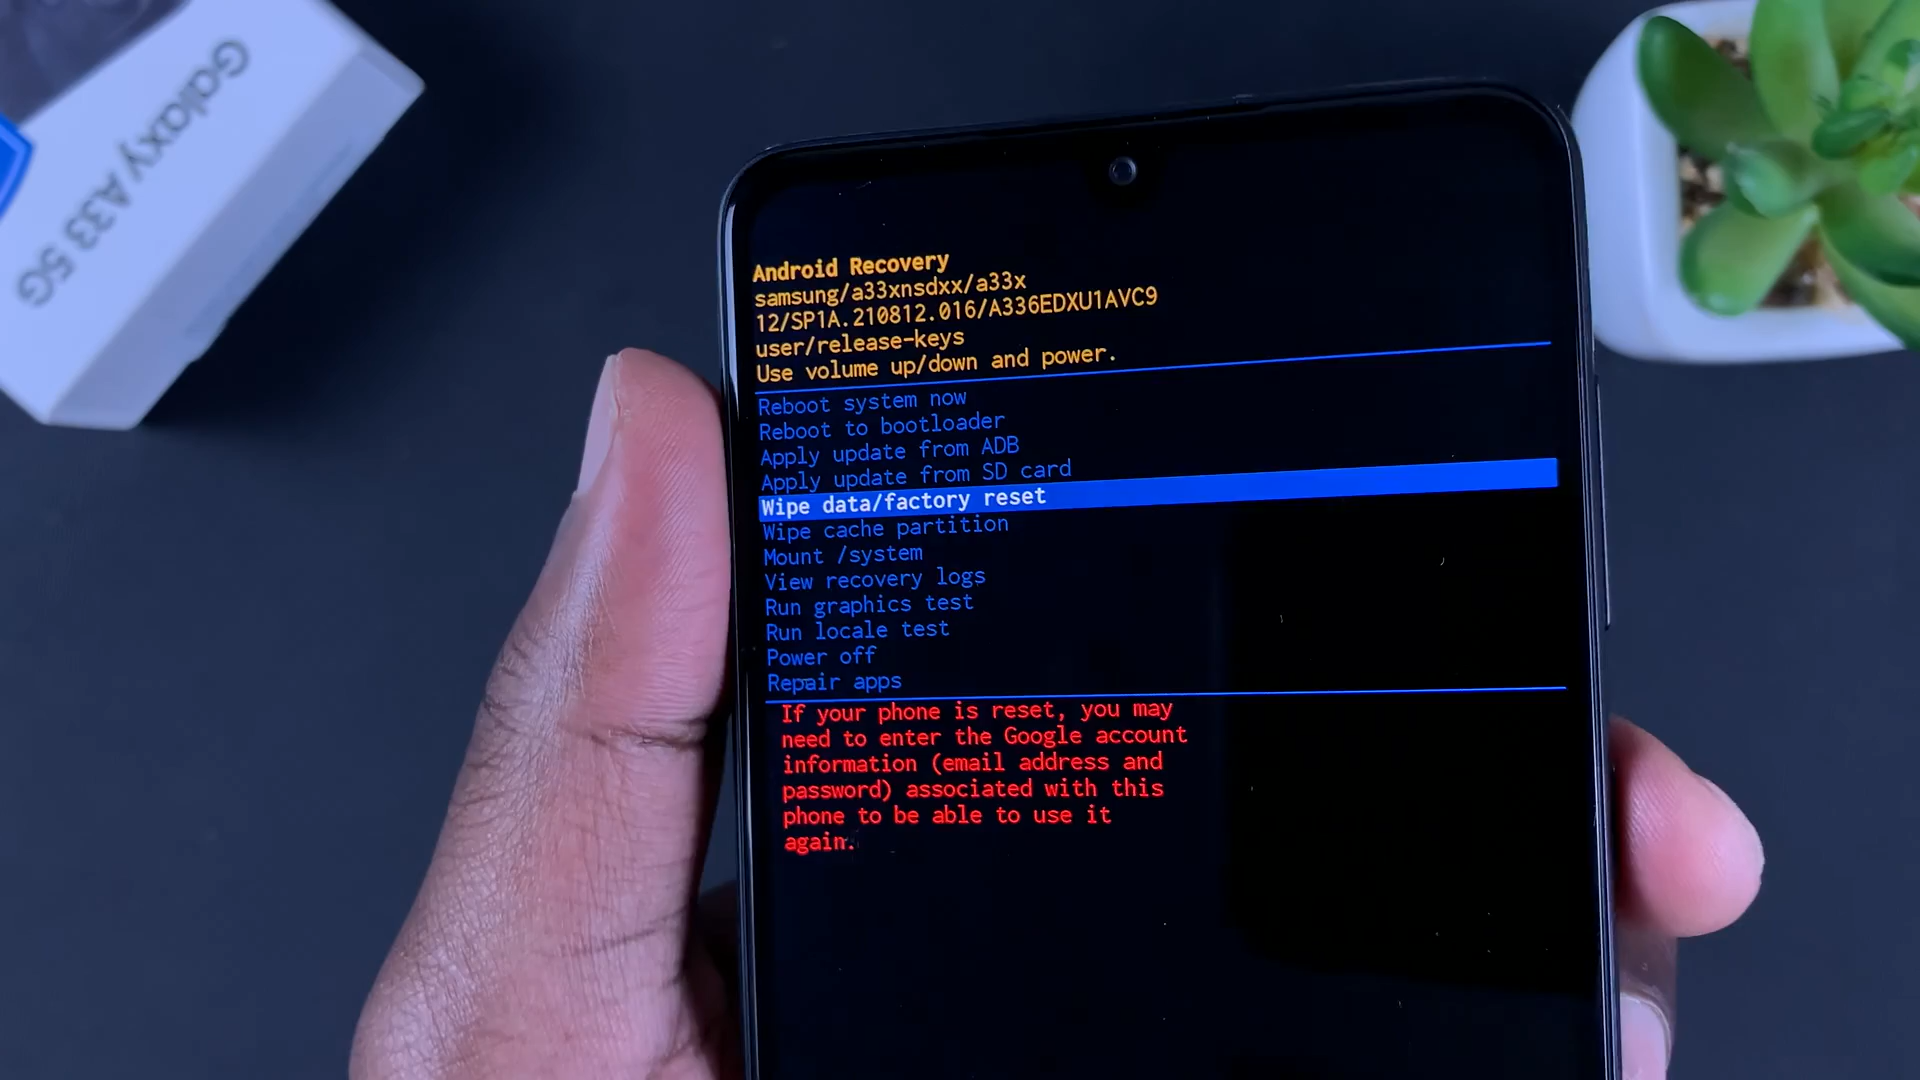 Galaxy A33 5G
Android Recovery
samsung/a33xnsdxx/a33x
12/SP1A.210812.016/A336EDXU1AVC9
user/release-keys
Use volume up/down and power.
Reboot system now
Reboot to bootloader
Apply update from ADB
Apply update from SD card
Wipe data/factory reset
Wipe cache partition
Mount /system
View recovery logs
Run graphics test
Run locale test
Power off
Repair apps
If your phone is reset, you may
need to enter the Google account
information (email address and
password) associated with this
phone to be able to use it
again.